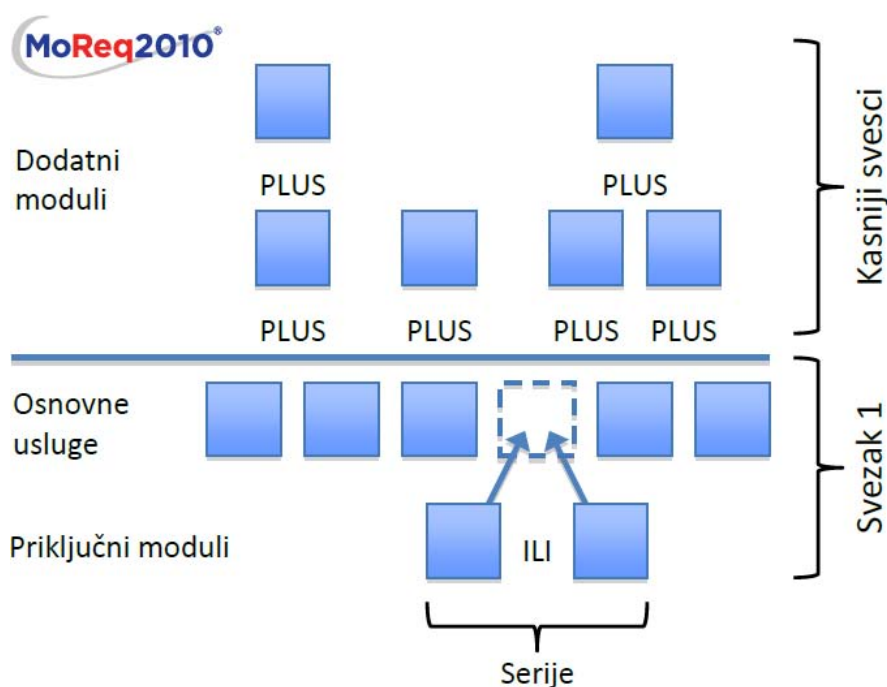 MoReq2010®
Dodatni
moduli
PLUS PLUS
PLUS PLUS PLUS PLUS
Kasniji svesci
Osnovne
usluge
Priključni moduli
ILI
Svezak 1
Serije